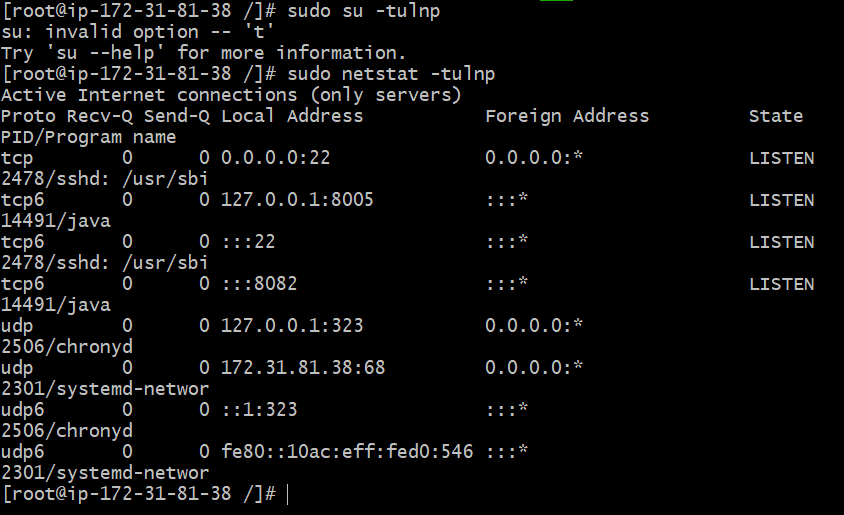 [root@ip-172-31-81-38 /]# sudo su -tulnp
su: invalid option -- 't'
Try 'su --help' for more information.
[root@ip-172-31-81-38 /]# sudo netstat -tulnp
Active Internet connections (only servers)
Proto Recv-Q Send-Q Local Address           Foreign Address         State
PID/Program name
tcp        0      0 0.0.0.0:22              0.0.0.0:*               LISTEN
2478/sshd: /usr/sbi
tcp6       0      0 127.0.0.1:8005          :::*                    LISTEN
14491/java
tcp6       0      0 :::22                   :::*                    LISTEN
2478/sshd: /usr/sbi
tcp6       0      0 :::8082                 :::*                    LISTEN
14491/java
udp        0      0 127.0.0.1:323           0.0.0.0:*
2506/chronyd
udp        0      0 172.31.81.38:68         0.0.0.0:*
2301/systemd-networ
udp6       0      0 ::1:323                 :::*
2506/chronyd
udp6       0      0 fe80::10ac:eff:fed0:546 :::*
2301/systemd-networ
[root@ip-172-31-81-38 /]#